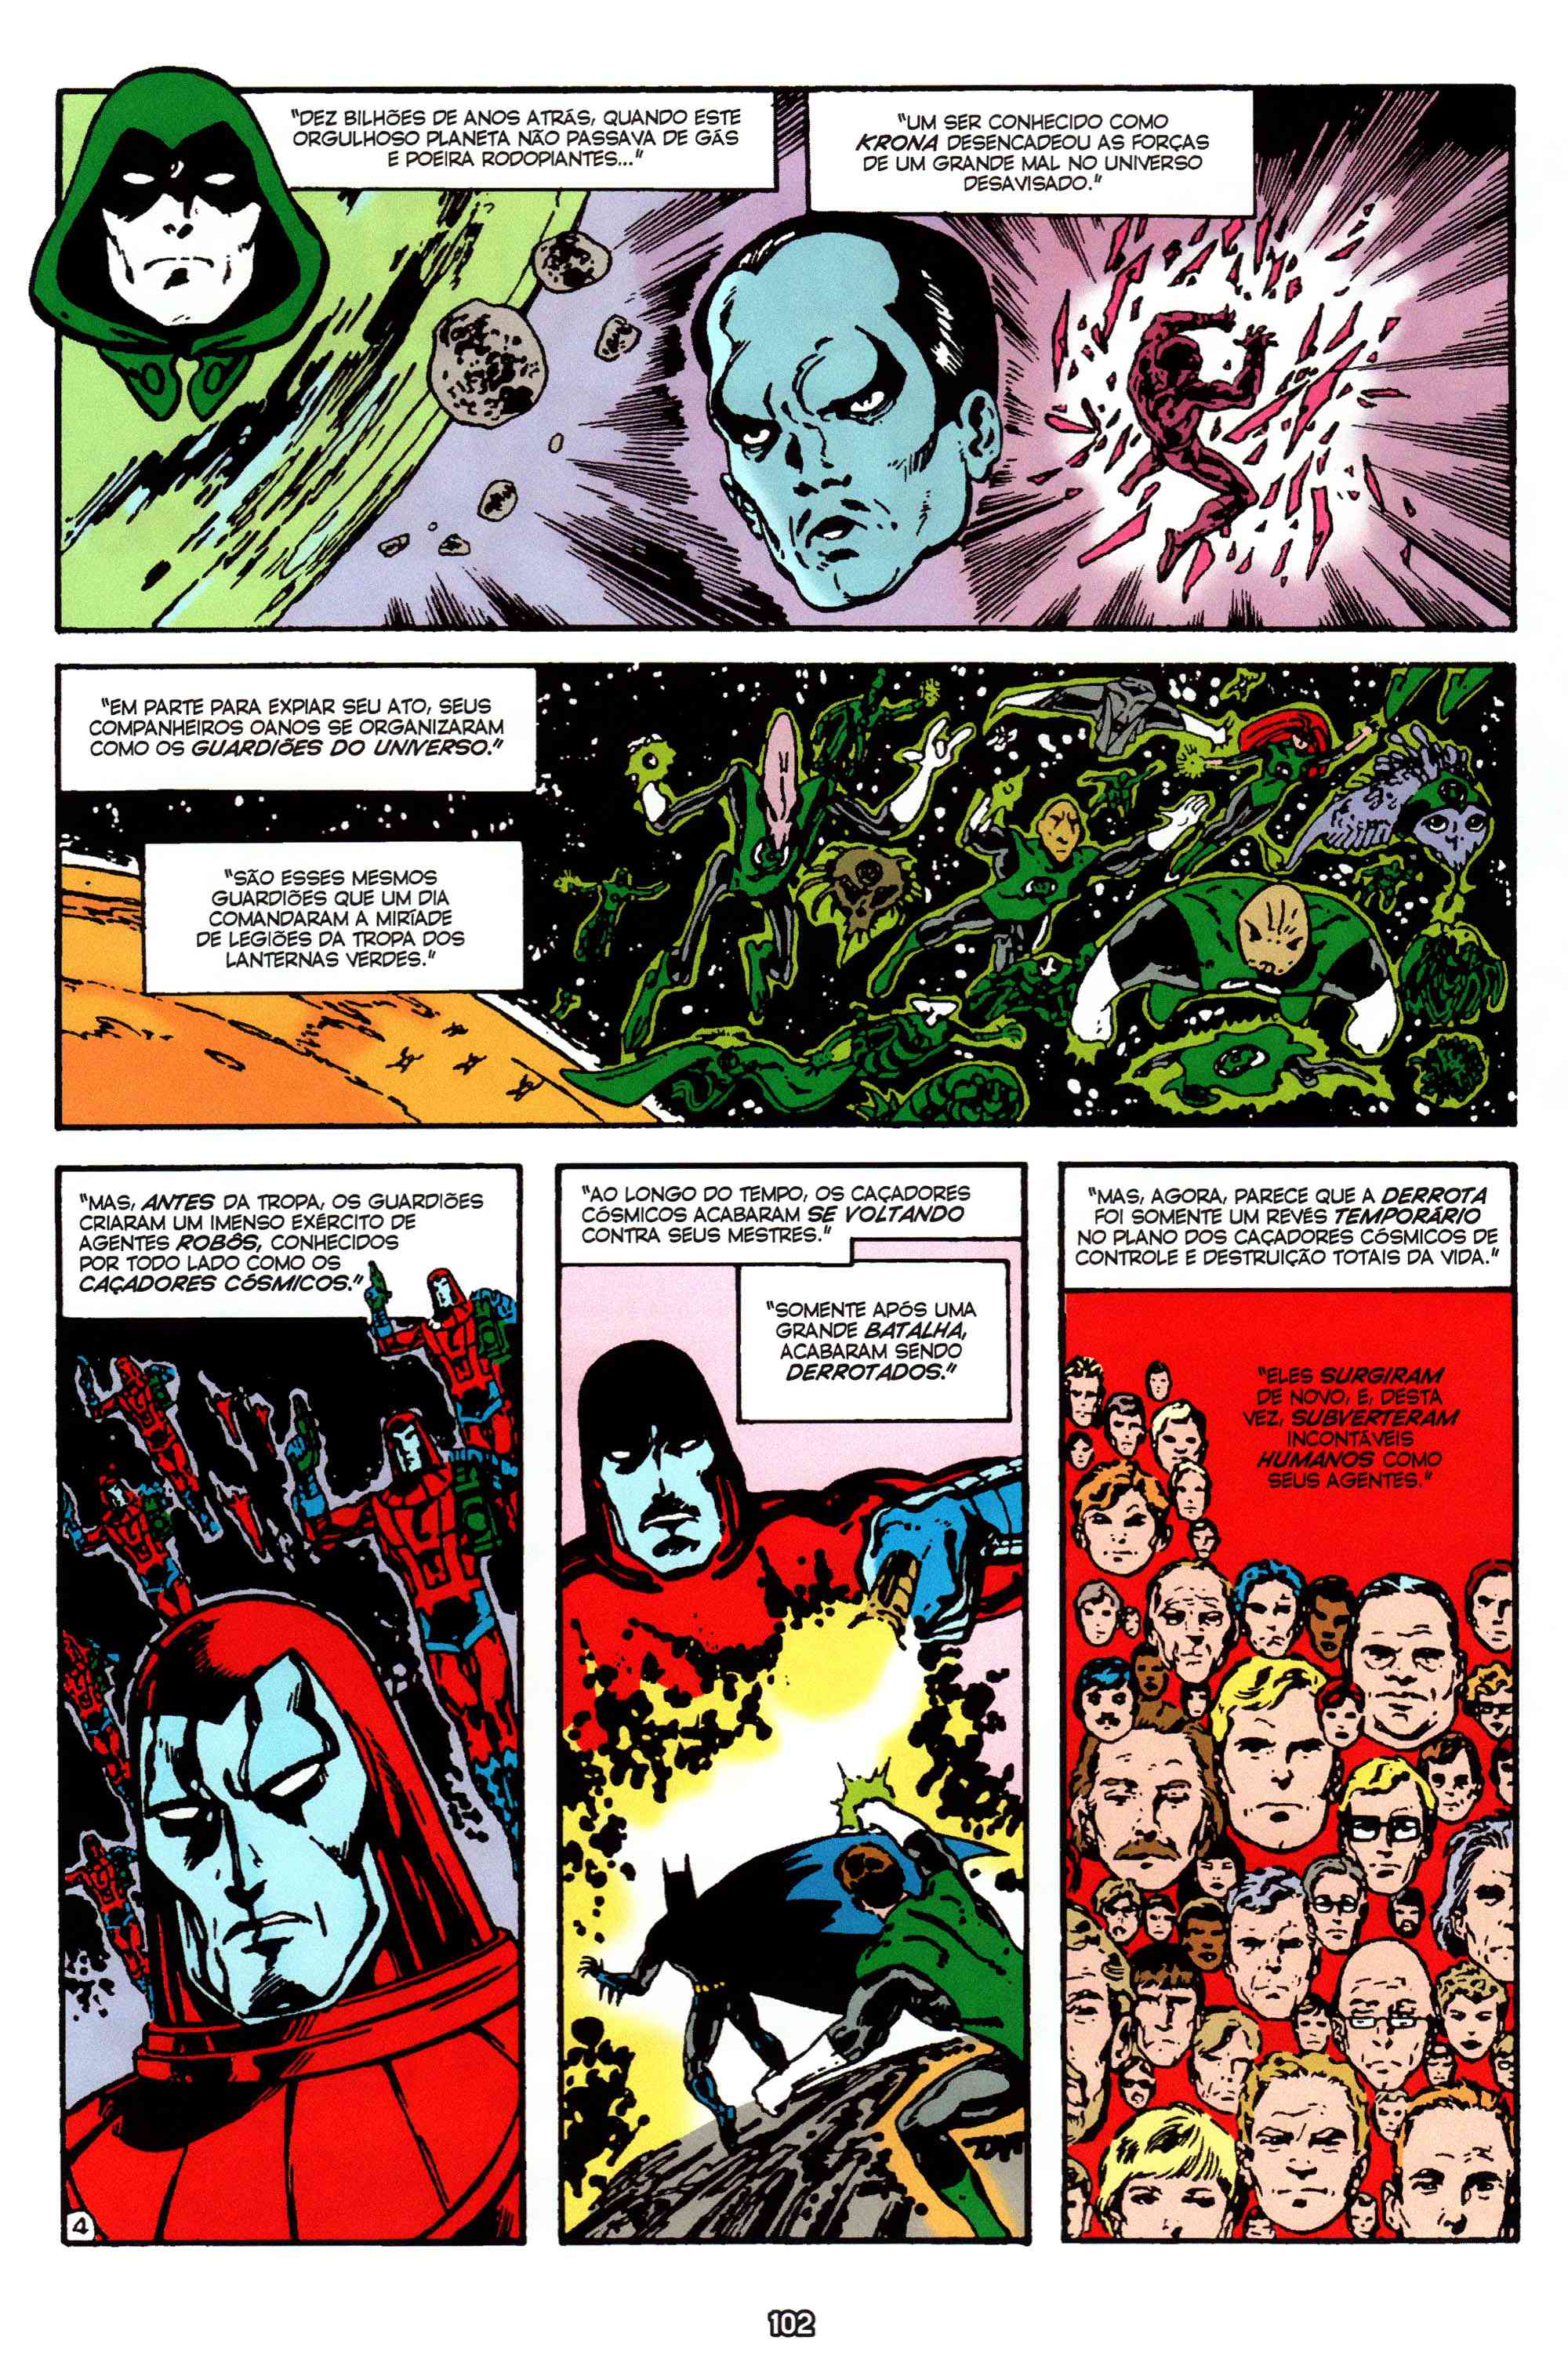 "DEZ BILHÕES DE ANOS ATRÁS, QUANDO ESTE
ORGULHOSO PLANETA NÃO PASSAVA DE GÁS
E POEIRA RODOPIANTES..."
"UM SER CONHECIDO COMO
KRONA DESENCADEOU AS FORÇAS
DE UM GRANDE MAL NO UNIVERSO
DESAVISADO."
"EM PARTE PARA EXPIAR SEU ATO, SEUS
COMPANHEIROS OANOS SE ORGANIZARAM
COMO OS GUARDIÕES DO UNIVERSO."
"SÃO ESSES MESMOS
GUARDIÕES QUE UM DIA
COMANDARAM A MIRÍADE
DE LEGIÕES DA TROPA DOS
LANTERNAS VERDES."
"MAS, ANTES DA TROPA, OS GUARDIÕES
CRIARAM UM IMENSO EXÉRCITO DE
AGENTES ROBÔS, CONHECIDOS
POR TODO LADO COMO OS
CAÇADORES CÓSMICOS."
"AO LONGO DO TEMPO, OS CAÇADORES
CÓSMICOS ACABARAM SE VOLTANDO
CONTRA SEUS MESTRES."
"SOMENTE APÓS UMA
GRANDE BATALHA,
ACABARAM SENDO
DERROTADOS."
"MAS, AGORA, PARECE QUE A DERROTA
FOI SOMENTE UM REVÉS TEMPORÁRIO
NO PLANO DOS CAÇADORES CÓSMICOS DE
CONTROLE E DESTRUIÇÃO TOTAIS DA VIDA."
"ELES SURGIRAM
DE NOVO, E, DESTA
VEZ, SUBVERTERAM
INCONTÁVEIS
HUMANOS COMO
SEUS AGENTES."
4
102